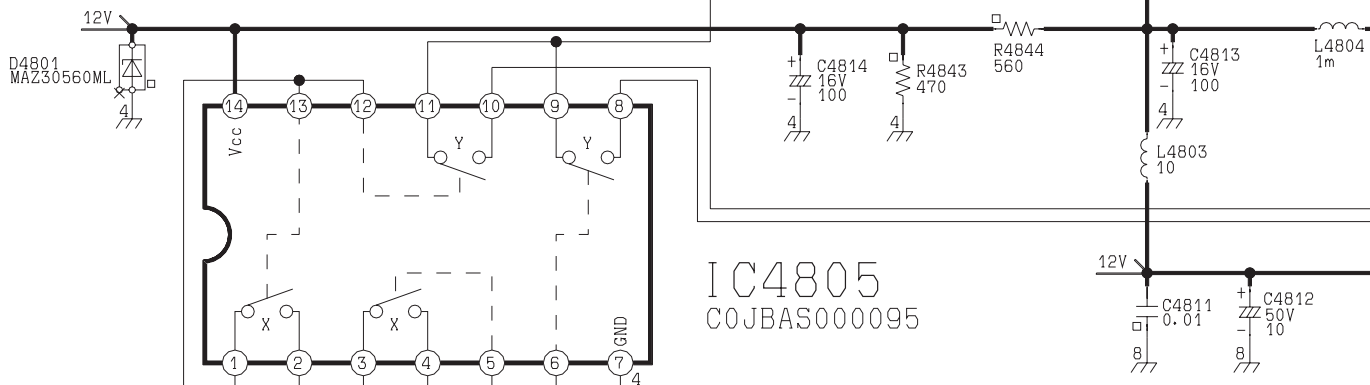 12V
D4801
MAZ30560ML
4
14
13
12
11
10
9
8
Vcc
Y
Y
X
X
GND
1
2
3
4
5
6
7
4
IC4805
C0JBAS000095
+
C4814
16V
100
-
4
R4843
470
4
R4844
560
+
C4813
16V
100
-
4
L4804
1m
L4803
10
12V
C4811
0.01
8
+
C4812
50V
10
-
8